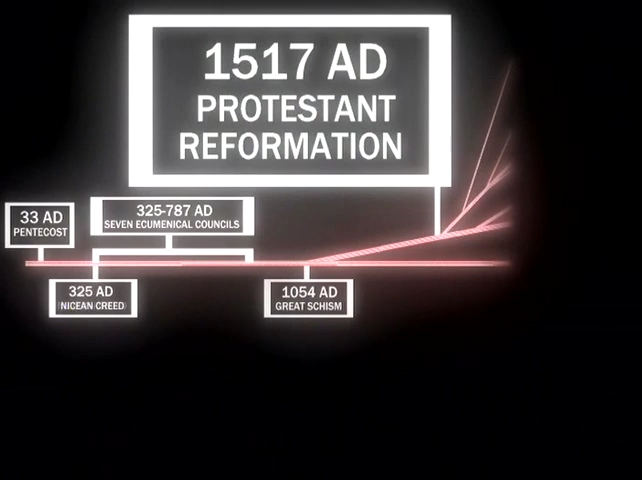 1517 AD
PROTESTANT
REFORMATION
33 AD
PENTECOST
325-787 AD
SEVEN ECUMENICAL COUNCILS
325 AD
NICEAN CREED
1054 AD
GREAT SCHISM